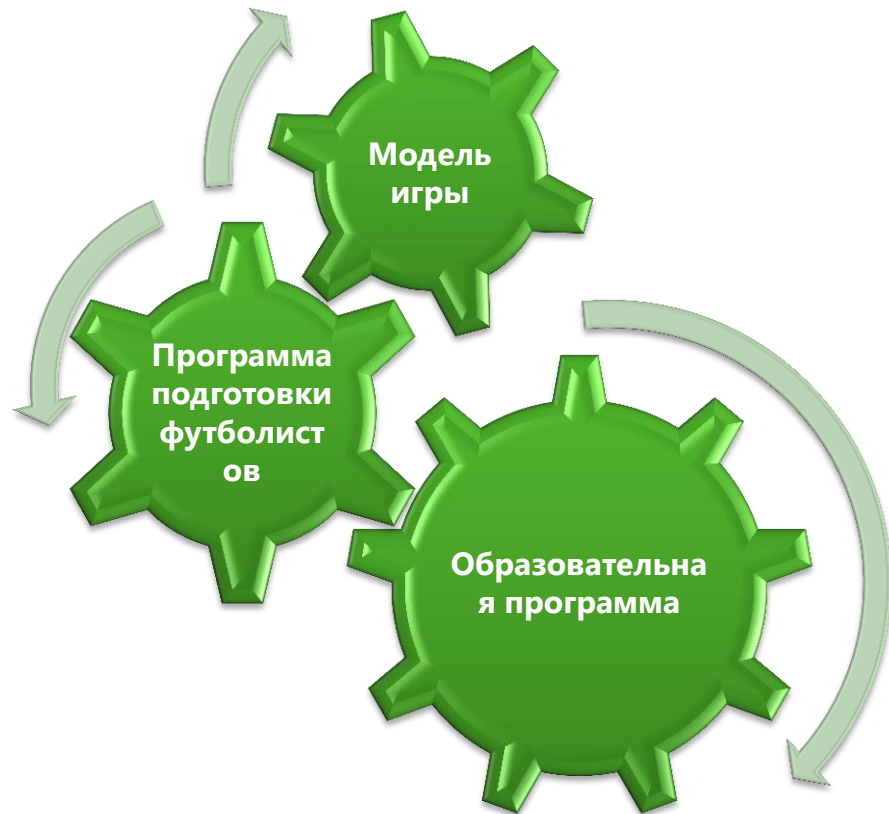 Модель
игры
Программа
подготовки
футболист
ов
Образовательна
я программа